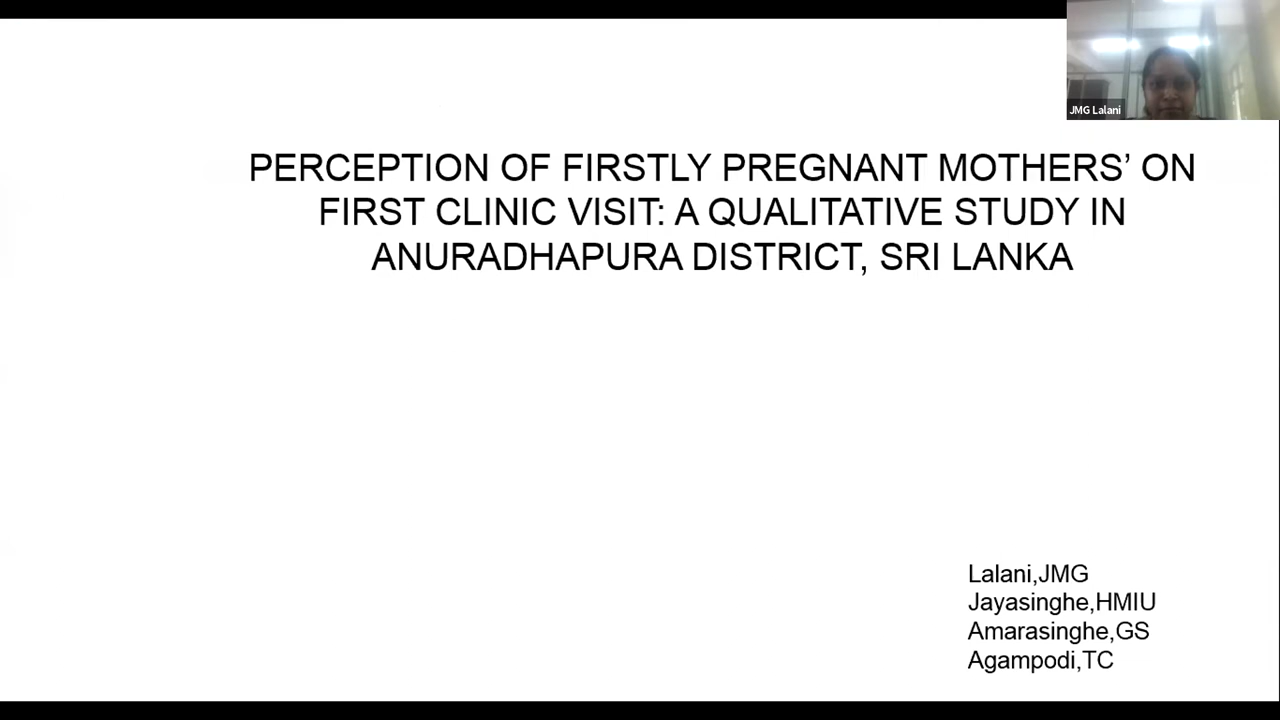 JMG Lalani
PERCEPTION OF FIRSTLY PREGNANT MOTHERS’ ON
FIRST CLINIC VISIT: A QUALITATIVE STUDY IN
ANURADHAPURA DISTRICT, SRI LANKA
Lalani,JMG
Jayasinghe,HMIU
Amarasinghe,GS
Agampodi,TC